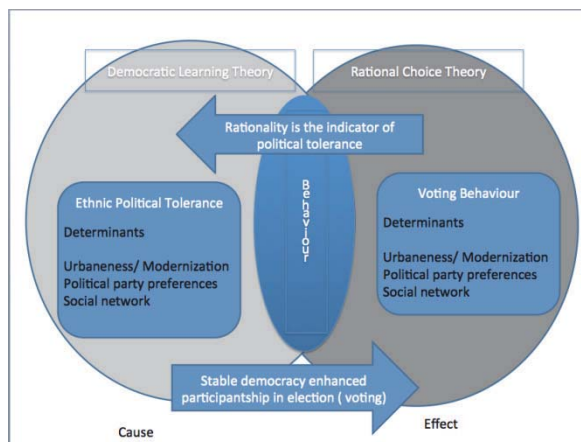 Democratic Learning Theory
Rational Choice Theory
Rationality is the indicator of
political tolerance
Behaviour
Ethnic Political Tolerance
Determinants
Urbaneness/ Modernization
Political party preferences
Social network
Voting Behaviour
Determinants
Urbaneness/ Modernization
Political party preferences
Social network
Stable democracy enhanced
participantship in election ( voting)
Cause
Effect